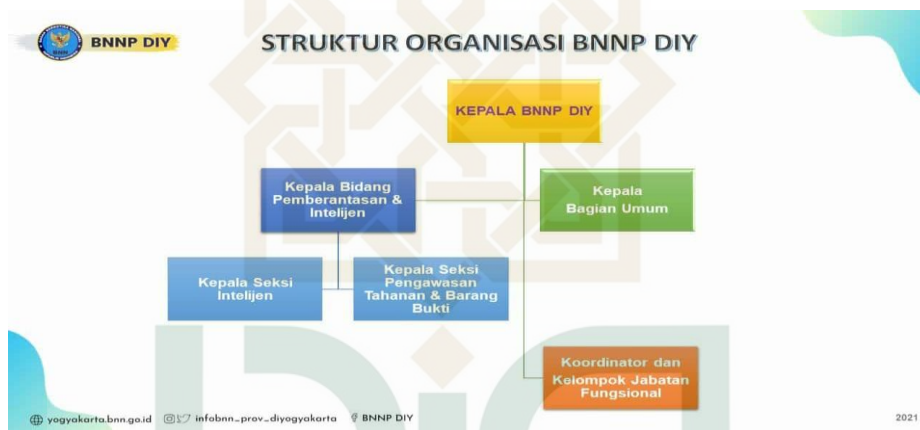 BNNP DIY
STRUKTUR ORGANISASI BNNP DIY
KEPALA BNNP DIY
Kepala Bidang
Pemberantasan &
Intelijen
Kepala
Bagian Umum
Kepala Seksi
Intelijen
Kepala Seksi
Pengawasan
Tahanan & Barang
Bukti
Koordinator dan
Kelompok Jabatan
Fungsional
yogyakarta.bnn.go.id infobnn_prov_diyogyakarta BNNP DIY
2021